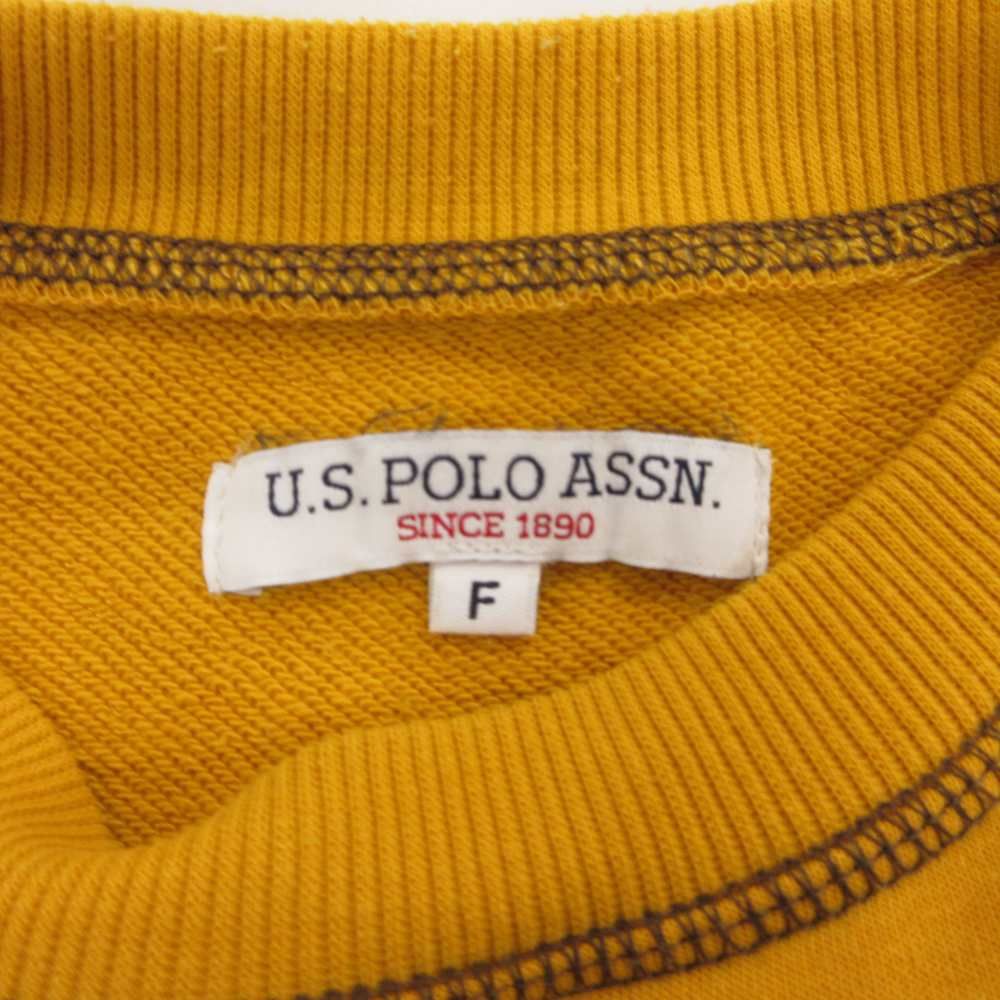 U.S. POLO ASSN.
SINCE 1890
F